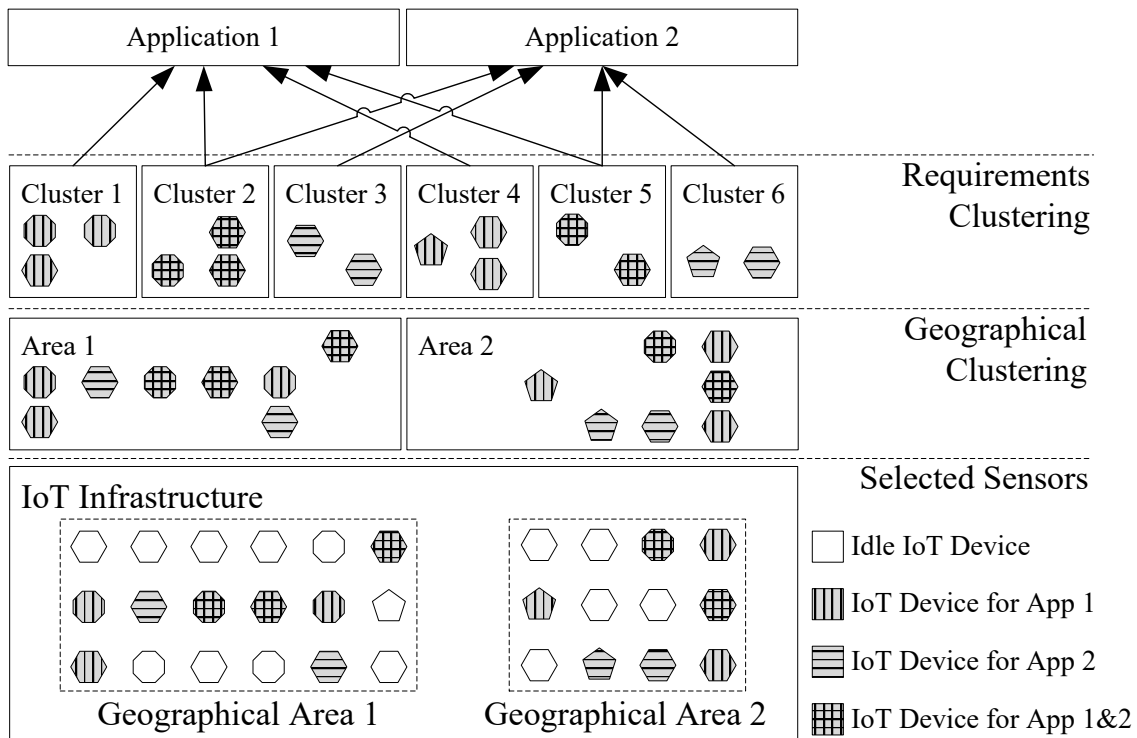 Application 1
Application 2
Cluster 1
Cluster 2
Cluster 3
Cluster 4
Cluster 5
Cluster 6
Requirements
Clustering
Area 1
Area 2
Geographical
Clustering
IoT Infrastructure
Selected Sensors
Idle IoT Device
IoT Device for App 1
IoT Device for App 2
IoT Device for App 1&2
Geographical Area 1
Geographical Area 2